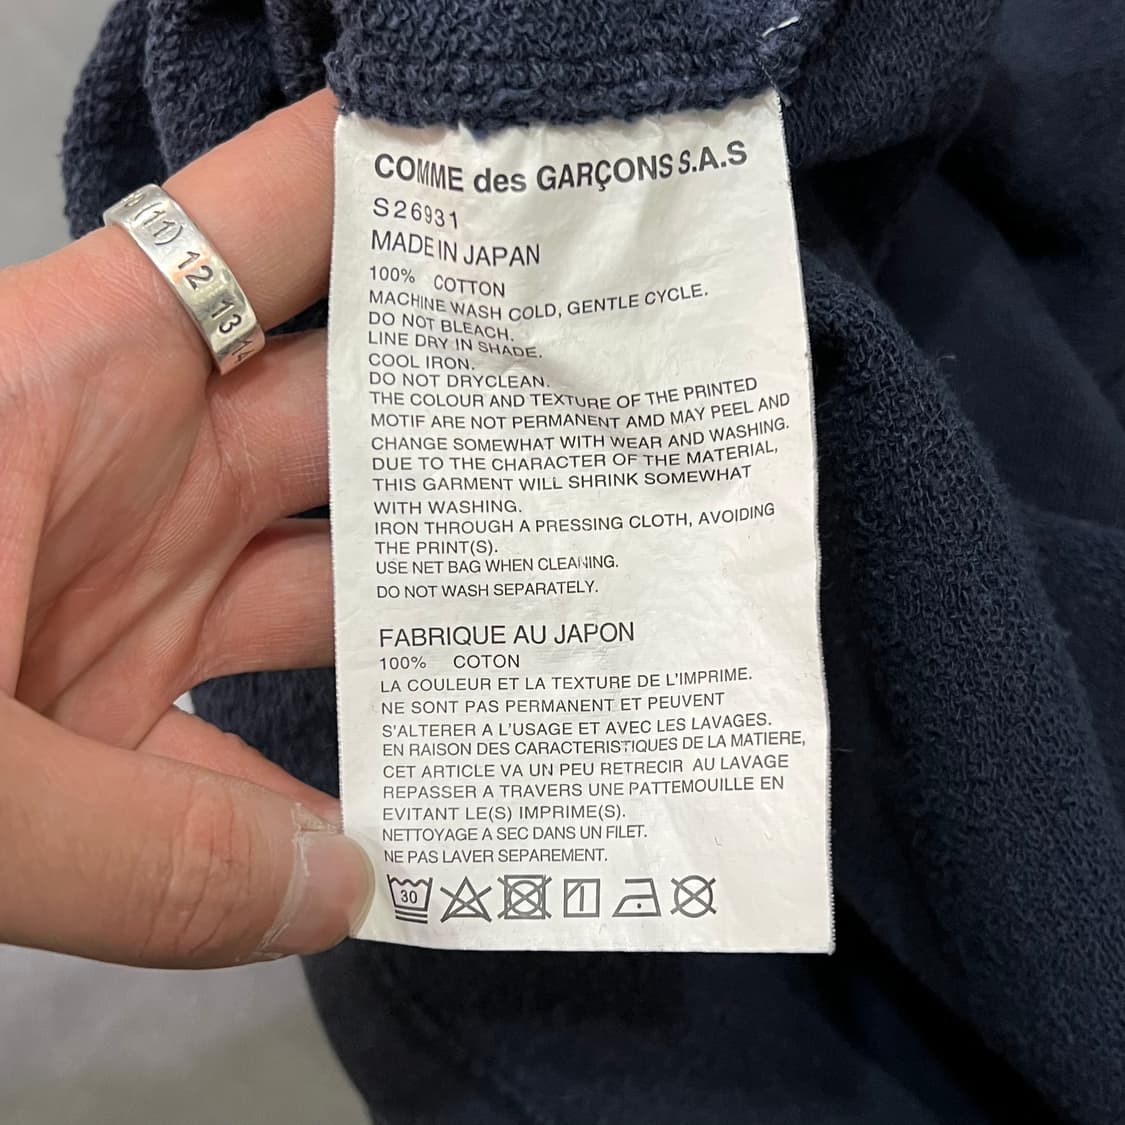 (11) 12 13 14
COMME des GARÇONS S.A.S
S26931
MADE IN JAPAN
100% COTTON
MACHINE WASH COLD, GENTLE CYCLE.
DO NOT BLEACH.
LINE DRY IN SHADE.
COOL IRON.
DO NOT DRYCLEAN.
THE COLOUR AND TEXTURE OF THE PRINTED
MOTIF ARE NOT PERMANENT AMD MAY PEEL AND
CHANGE SOMEWHAT WITH WEAR AND WASHING.
DUE TO THE CHARACTER OF THE MATERIAL,
THIS GARMENT WILL SHRINK SOMEWHAT
WITH WASHING.
IRON THROUGH A PRESSING CLOTH, AVOIDING
THE PRINT(S).
USE NET BAG WHEN CLEANING.
DO NOT WASH SEPARATELY.
FABRIQUE AU JAPON
100% COTON
LA COULEUR ET LA TEXTURE DE L'IMPRIME.
NE SONT PAS PERMANENT ET PEUVENT
S'ALTERER A L'USAGE ET AVEC LES LAVAGES.
EN RAISON DES CARACTERISTIQUES DE LA MATIERE,
CET ARTICLE VA UN PEU RETRECIR AU LAVAGE
REPASSER A TRAVERS UNE PATTEMOUILLE EN
EVITANT LE(S) IMPRIME(S).
NETTOYAGE A SEC DANS UN FILET.
NE PAS LAVER SEPAREMENT.
30